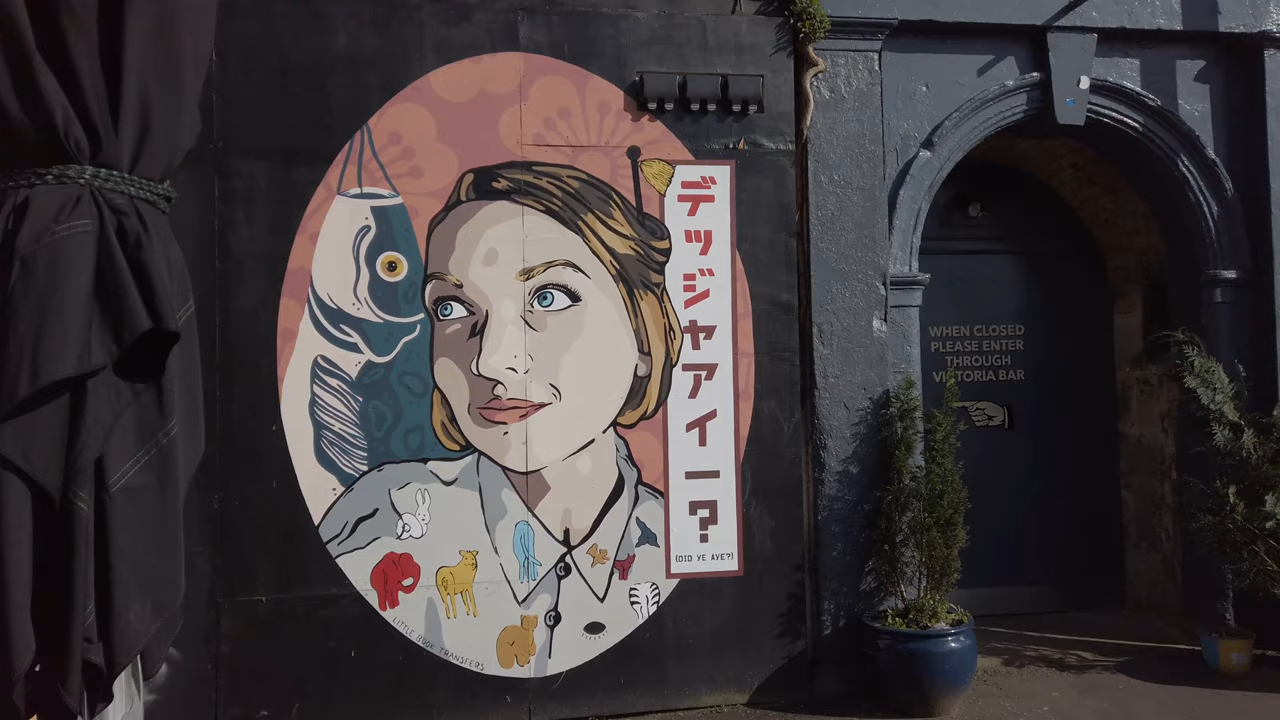 デッジャアイー?
(DID YE AYE?)
LITTLE BOOK TRANSFERS
WHEN CLOSED
PLEASE ENTER
THROUGH
VICTORIA BAR